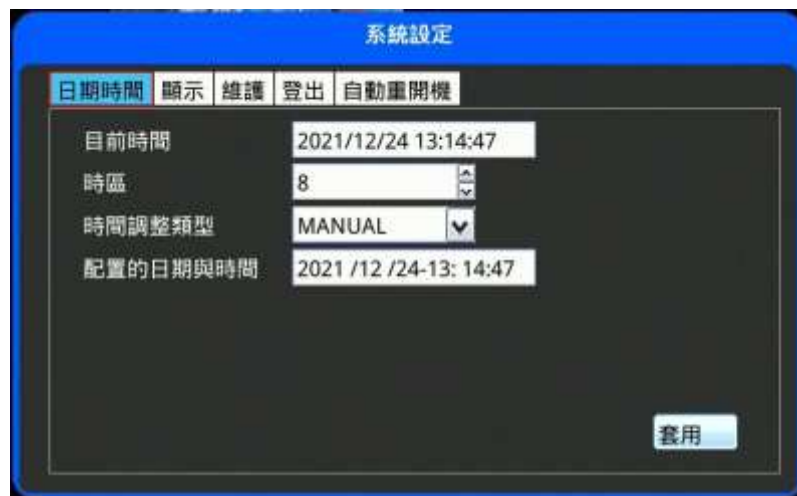 系統設定
日期時間 顯示 維護 登出 自動重開機
目前時間 2021/12/24 13:14:47
時區 8
時間調整類型 MANUAL
配置的日期與時間 2021 /12 /24-13: 14:47
套用